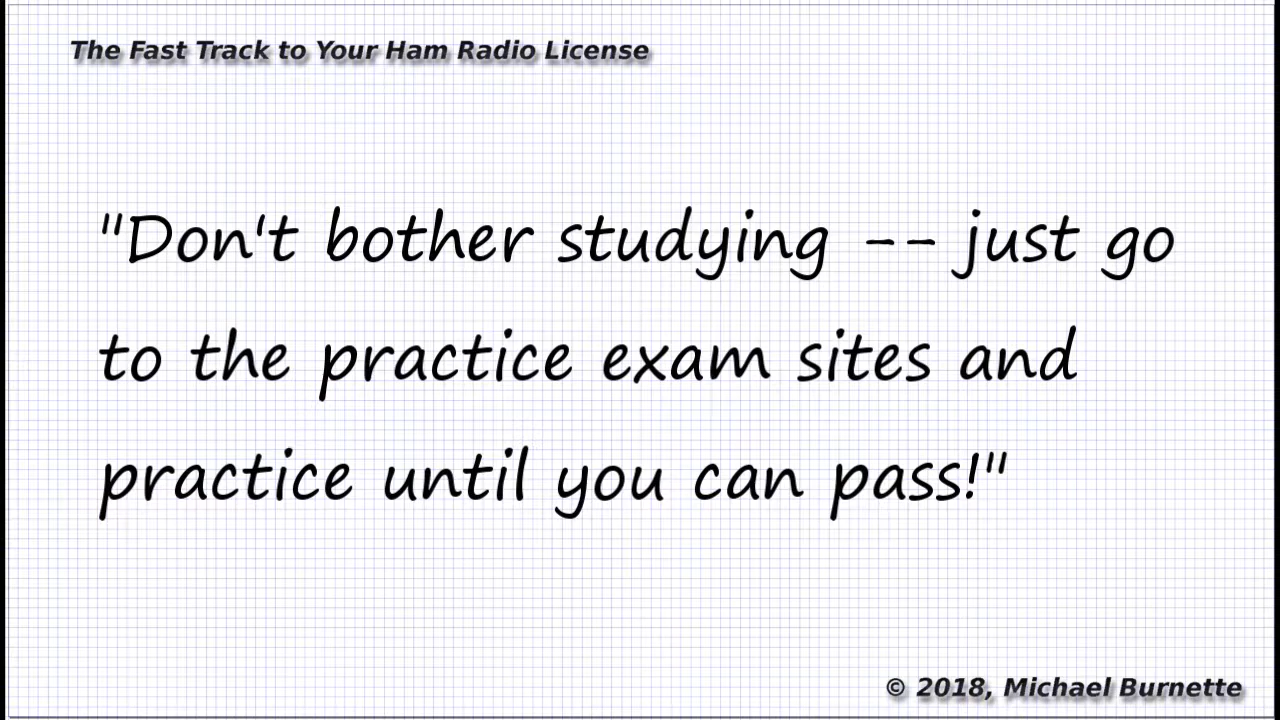 The Fast Track to Your Ham Radio License
"Don't bother studying -- just go
to the practice exam sites and
practice until you can pass!"
© 2018, Michael Burnette